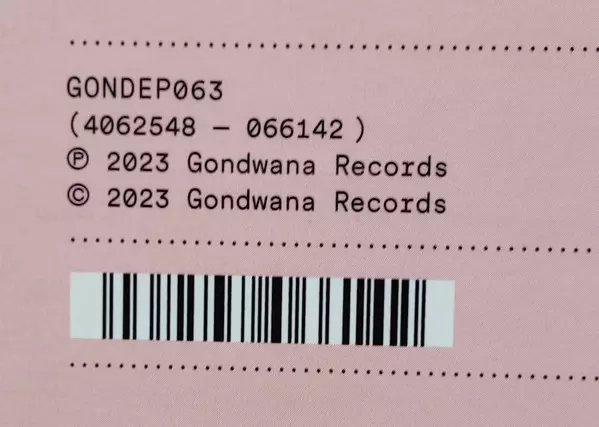 GONDEP063
(4062548 – 066142 )
℗ 2023 Gondwana Records
© 2023 Gondwana Records